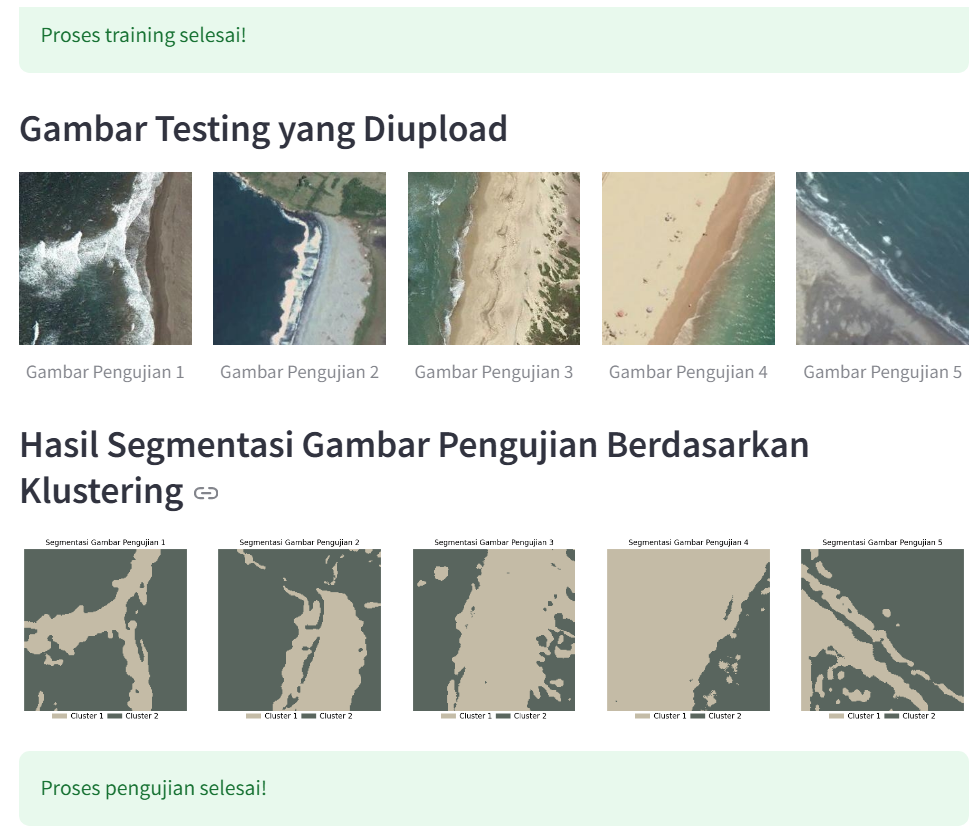 Proses training selesai!
Gambar Testing yang Diupload
Gambar Pengujian 1
Gambar Pengujian 2
Gambar Pengujian 3
Gambar Pengujian 4
Gambar Pengujian 5
Hasil Segmentasi Gambar Pengujian Berdasarkan
Klustering
Segmentasi Gambar Pengujian 1
Segmentasi Gambar Pengujian 2
Segmentasi Gambar Pengujian 3
Segmentasi Gambar Pengujian 4
Segmentasi Gambar Pengujian 5
Cluster 1 Cluster 2
Cluster 1 Cluster 2
Cluster 1 Cluster 2
Cluster 1 Cluster 2
Cluster 1 Cluster 2
Proses pengujian selesai!